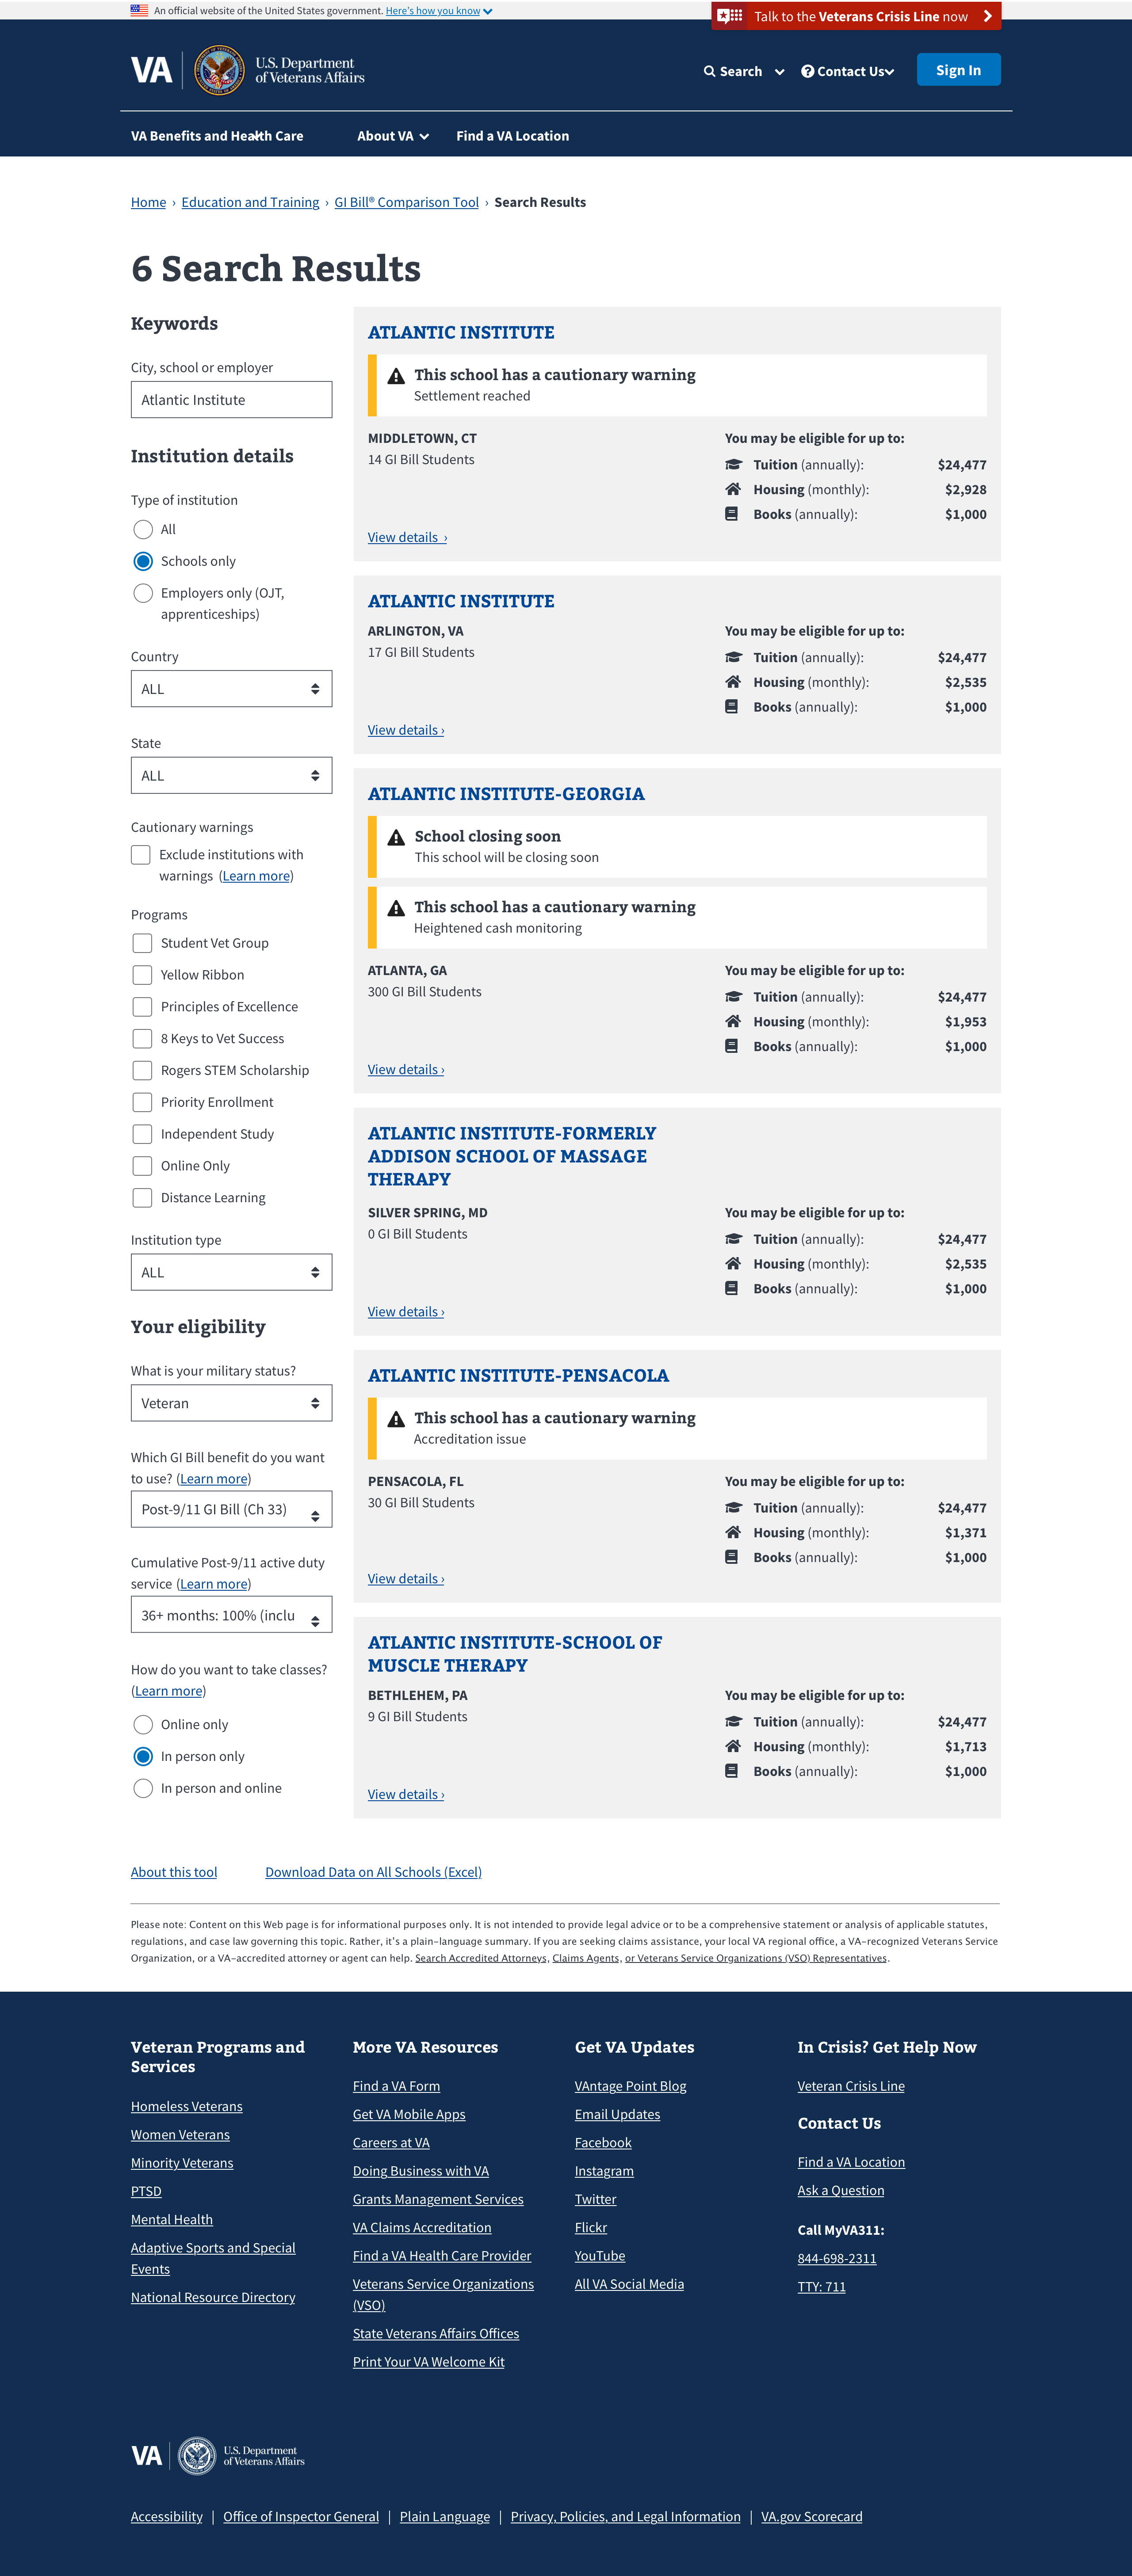 An official website of the United States government. Here's how you know
Talk to the Veterans Crisis Line now
VA
U.S. Department
of Veterans Affairs
Search
Contact Us
Sign In
VA Benefits and Health Care
About VA
Find a VA Location
Home › Education and Training › GI Bill® Comparison Tool › Search Results
6 Search Results
Keywords
City, school or employer
Atlantic Institute
Institution details
Type of institution
All
Schools only
Employers only (OJT,
apprenticeships)
Country
ALL
State
ALL
Cautionary warnings
Exclude institutions with
warnings (Learn more)
Programs
Student Vet Group
Yellow Ribbon
Principles of Excellence
8 Keys to Vet Success
Rogers STEM Scholarship
Priority Enrollment
Independent Study
Online Only
Distance Learning
Institution type
ALL
Your eligibility
What is your military status?
Veteran
Which GI Bill benefit do you want
to use? (Learn more)
Post-9/11 GI Bill (Ch 33)
Cumulative Post-9/11 active duty
service (Learn more)
36+ months: 100% (inclu
How do you want to take classes?
(Learn more)
Online only
In person only
In person and online
ATLANTIC INSTITUTE
This school has a cautionary warning
Settlement reached
MIDDLETOWN, CT
14 GI Bill Students
You may be eligible for up to:
Tuition (annually): $24,477
Housing (monthly): $2,928
Books (annually): $1,000
View details ›
ATLANTIC INSTITUTE
ARLINGTON, VA
17 GI Bill Students
You may be eligible for up to:
Tuition (annually): $24,477
Housing (monthly): $2,535
Books (annually): $1,000
View details ›
ATLANTIC INSTITUTE-GEORGIA
School closing soon
This school will be closing soon
This school has a cautionary warning
Heightened cash monitoring
ATLANTA, GA
300 GI Bill Students
You may be eligible for up to:
Tuition (annually): $24,477
Housing (monthly): $1,953
Books (annually): $1,000
View details ›
ATLANTIC INSTITUTE-FORMERLY
ADDISON SCHOOL OF MASSAGE
THERAPY
SILVER SPRING, MD
0 GI Bill Students
You may be eligible for up to:
Tuition (annually): $24,477
Housing (monthly): $2,535
Books (annually): $1,000
View details ›
ATLANTIC INSTITUTE-PENSACOLA
This school has a cautionary warning
Accreditation issue
PENSACOLA, FL
30 GI Bill Students
You may be eligible for up to:
Tuition (annually): $24,477
Housing (monthly): $1,371
Books (annually): $1,000
View details ›
ATLANTIC INSTITUTE-SCHOOL OF
MUSCLE THERAPY
BETHLEHEM, PA
9 GI Bill Students
You may be eligible for up to:
Tuition (annually): $24,477
Housing (monthly): $1,713
Books (annually): $1,000
View details ›
About this tool
Download Data on All Schools (Excel)
Please note: Content on this Web page is for informational purposes only. It is not intended to provide legal advice or to be a comprehensive statement or analysis of applicable statutes,
regulations, and case law governing this topic. Rather, it's a plain-language summary. If you are seeking claims assistance, your local VA regional office, a VA-recognized Veterans Service
Organization, or a VA-accredited attorney or agent can help. Search Accredited Attorneys, Claims Agents, or Veterans Service Organizations (VSO) Representatives.
Veteran Programs and
Services
Homeless Veterans
Women Veterans
Minority Veterans
PTSD
Mental Health
Adaptive Sports and Special
Events
National Resource Directory
More VA Resources
Find a VA Form
Get VA Mobile Apps
Careers at VA
Doing Business with VA
Grants Management Services
VA Claims Accreditation
Find a VA Health Care Provider
Veterans Service Organizations
(VSO)
State Veterans Affairs Offices
Print Your VA Welcome Kit
Get VA Updates
VAntage Point Blog
Email Updates
Facebook
Instagram
Twitter
Flickr
YouTube
All VA Social Media
In Crisis? Get Help Now
Veteran Crisis Line
Contact Us
Find a VA Location
Ask a Question
Call MyVA311:
844-698-2311
TTY: 711
VA
U.S. Department
of Veterans Affairs
Accessibility | Office of Inspector General | Plain Language | Privacy, Policies, and Legal Information | VA.gov Scorecard